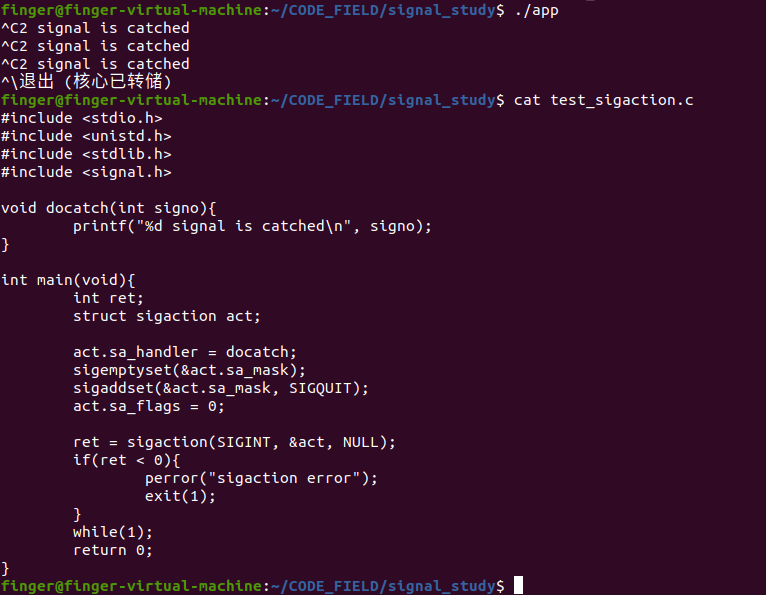 finger@finger-virtual-machine:~/CODE_FIELD/signal_study$ ./app
^C2 signal is catched
^C2 signal is catched
^C2 signal is catched
^\退出 (核心已转储)
finger@finger-virtual-machine:~/CODE_FIELD/signal_study$ cat test_sigaction.c
#include <stdio.h>
#include <unistd.h>
#include <stdlib.h>
#include <signal.h>

void docatch(int signo){
        printf("%d signal is catched\n", signo);
}

int main(void){
        int ret;
        struct sigaction act;

        act.sa_handler = docatch;
        sigemptyset(&act.sa_mask);
        sigaddset(&act.sa_mask, SIGQUIT);
        act.sa_flags = 0;

        ret = sigaction(SIGINT, &act, NULL);
        if(ret < 0){
                perror("sigaction error");
                exit(1);
        }
        while(1);
        return 0;
}
finger@finger-virtual-machine:~/CODE_FIELD/signal_study$